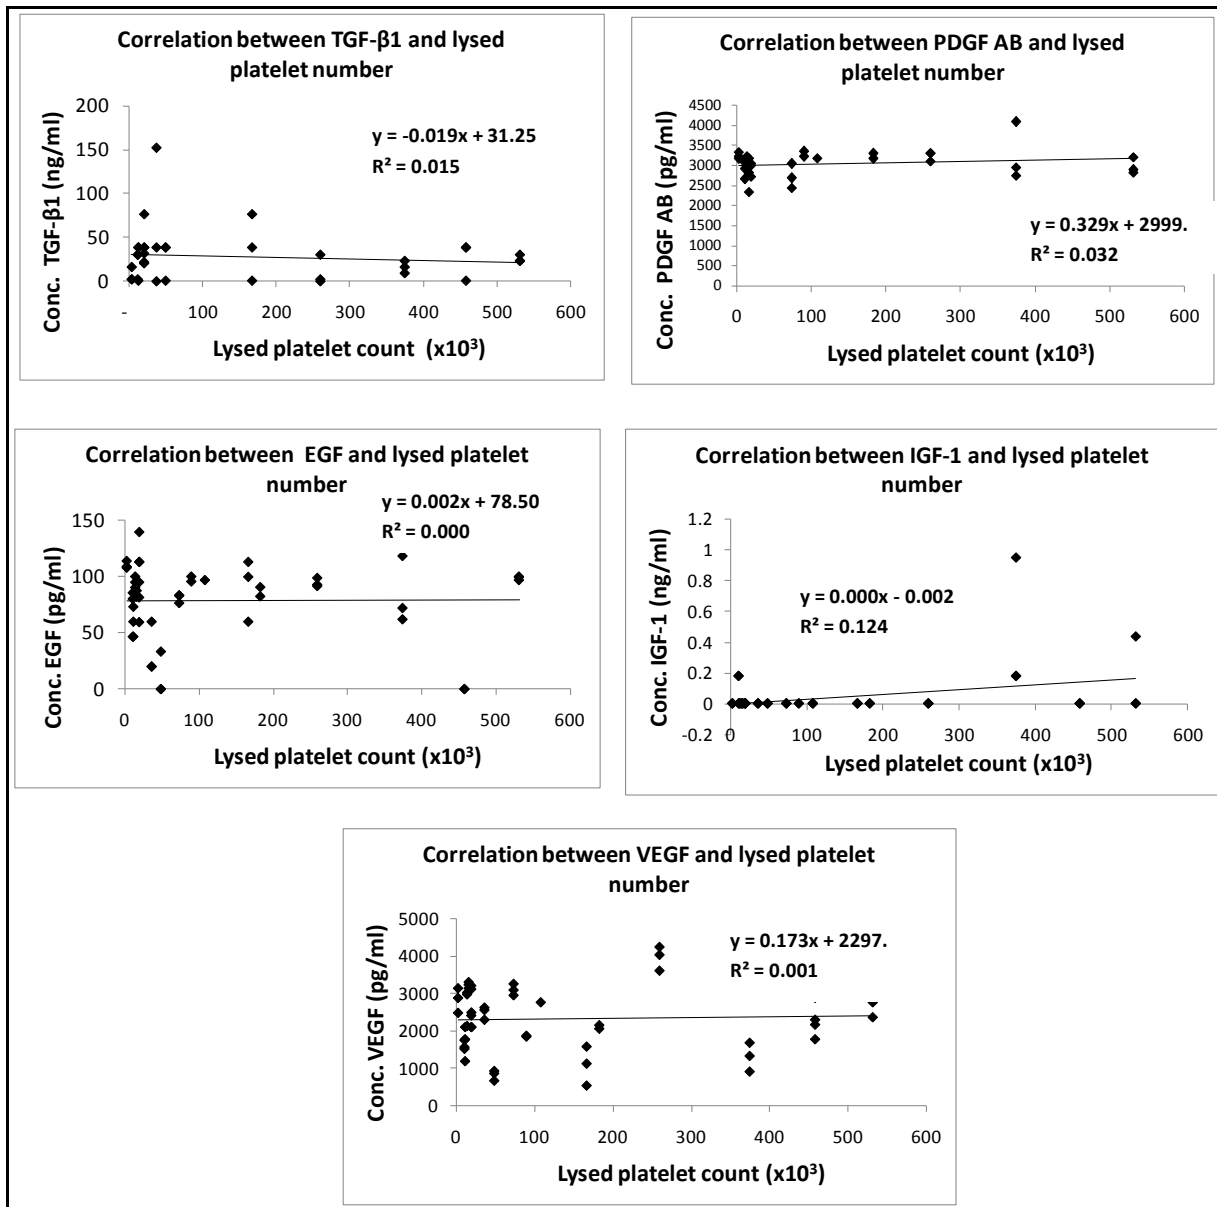 Correlation between TGF-β1 and lysed
platelet number
200
150
100
50
0
Conc. TGF-β1 (ng/ml)
y = -0.019x + 31.25
R² = 0.015
- 100 200 300 400 500 600
Lysed platelet count (x10³)
Correlation between PDGF AB and lysed
platelet number
4500
4000
3500
3000
2500
2000
1500
1000
500
0
Conc. PDGF AB (pg/ml)
y = 0.329x + 2999.
R² = 0.032
0 100 200 300 400 500 600
Lysed platelet count (x10³)
Correlation between EGF and lysed platelet
number
y = 0.002x + 78.50
R² = 0.000
150
100
50
0
Conc. EGF (pg/ml)
0 100 200 300 400 500 600
Lysed platelet count (x10³)
Correlation between IGF-1 and lysed platelet
number
1.2
1
0.8
0.6
0.4
0.2
0
-0.2
Conc. IGF-1 (ng/ml)
y = 0.000x - 0.002
R² = 0.124
0 100 200 300 400 500 600
Lysed platelet count (x10³)
Correlation between VEGF and lysed platelet
number
5000
4000
3000
2000
1000
0
Conc. VEGF (pg/ml)
y = 0.173x + 2297.
R² = 0.001
0 100 200 300 400 500 600
Lysed platelet count (x10³)